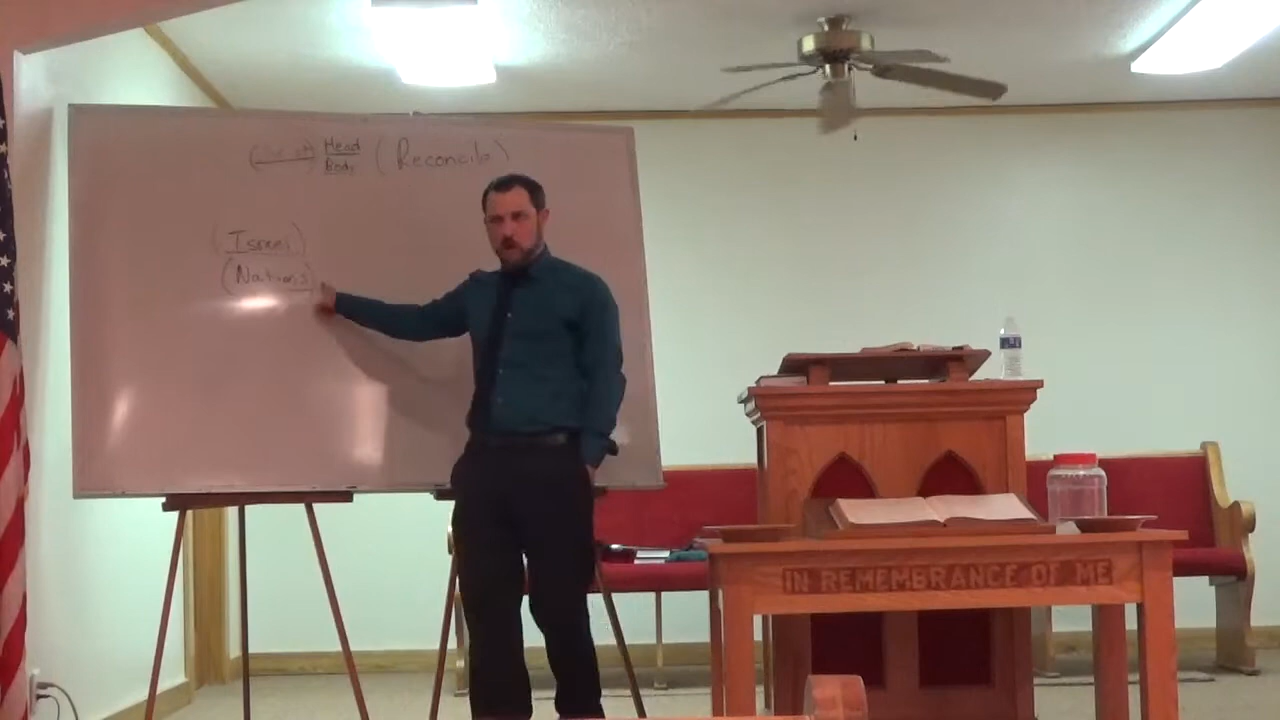 Head (Reconcile)
Body
(Israel)
(Nations)
IN REMEMBRANCE OF ME